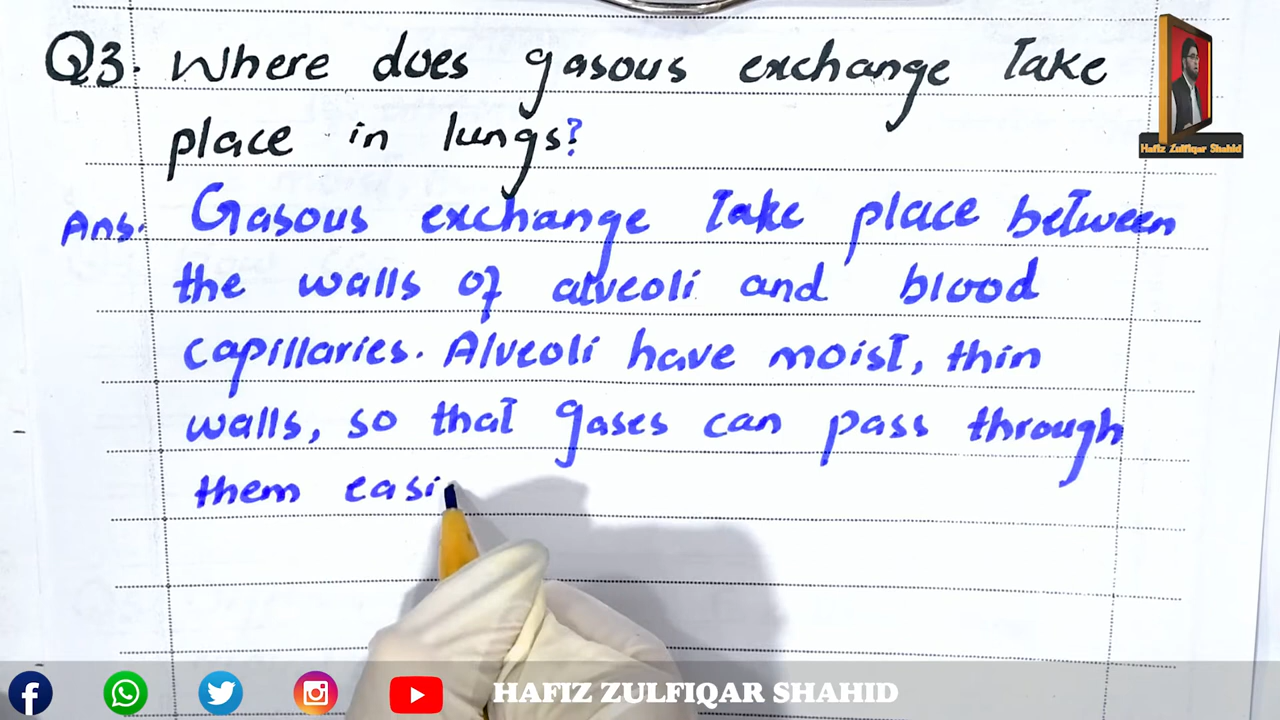 Q3. Where does gasous exchange Take
place in lungs?
Ans. Gasous exchange Take place between
the walls of alveoli and blood
capillaries. Alveoli have moist, thin
walls, so that gases can pass through
them easi
Hafiz Zulfiqar Shahid
HAFIZ ZULFIQAR SHAHID